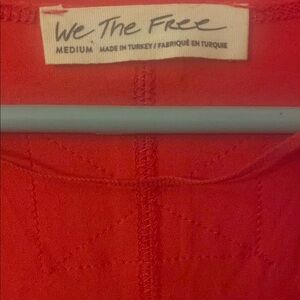 We The Free
MEDIUM MADE IN TURKEY / FABRIQUÉ EN TURQUIE